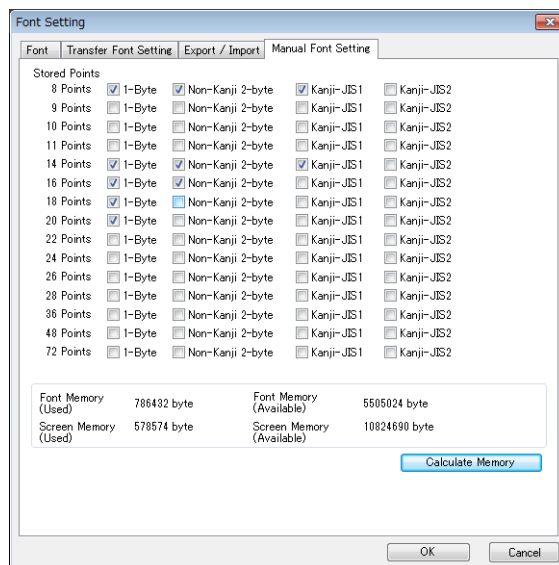 Font Setting
Font Transfer Font Setting Export / Import Manual Font Setting
Stored Points
8 Points 1-Byte Non-Kanji 2-byte Kanji-JIS1 Kanji-JIS2
9 Points 1-Byte Non-Kanji 2-byte Kanji-JIS1 Kanji-JIS2
10 Points 1-Byte Non-Kanji 2-byte Kanji-JIS1 Kanji-JIS2
11 Points 1-Byte Non-Kanji 2-byte Kanji-JIS1 Kanji-JIS2
14 Points 1-Byte Non-Kanji 2-byte Kanji-JIS1 Kanji-JIS2
16 Points 1-Byte Non-Kanji 2-byte Kanji-JIS1 Kanji-JIS2
18 Points 1-Byte Non-Kanji 2-byte Kanji-JIS1 Kanji-JIS2
20 Points 1-Byte Non-Kanji 2-byte Kanji-JIS1 Kanji-JIS2
22 Points 1-Byte Non-Kanji 2-byte Kanji-JIS1 Kanji-JIS2
24 Points 1-Byte Non-Kanji 2-byte Kanji-JIS1 Kanji-JIS2
26 Points 1-Byte Non-Kanji 2-byte Kanji-JIS1 Kanji-JIS2
28 Points 1-Byte Non-Kanji 2-byte Kanji-JIS1 Kanji-JIS2
36 Points 1-Byte Non-Kanji 2-byte Kanji-JIS1 Kanji-JIS2
48 Points 1-Byte Non-Kanji 2-byte Kanji-JIS1 Kanji-JIS2
72 Points 1-Byte Non-Kanji 2-byte Kanji-JIS1 Kanji-JIS2
Font Memory (Used) 786432 byte Font Memory (Available) 5505024 byte
Screen Memory (Used) 578574 byte Screen Memory (Available) 10824690 byte
Calculate Memory
OK Cancel